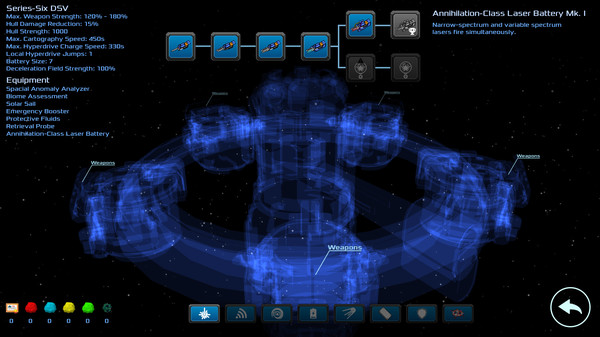 Series-Six DSV
Max. Weapon Strength: 120% - 180%
Hull Damage Reduction: 15%
Hull Strength: 1000
Max. Cartography Speed: 450s
Max. Hyperdrive Charge Speed: 330s
Local Hyperdrive Jumps: 1
Battery Size: 7
Deceleration Field Strength: 100%
Equipment
Spacial Anomaly Analyzer
Biome Assessment
Solar Sail
Emergency Booster
Protective Fluids
Retrieval Probe
Annihilation-Class Laser Battery
Annihilation-Class Laser Battery Mk. I
Narrow-spectrum and variable spectrum
lasers fire simultaneously.
Weapons
Weapons
Weapons
Weapons
Weapons
0 0 0 0 0 0